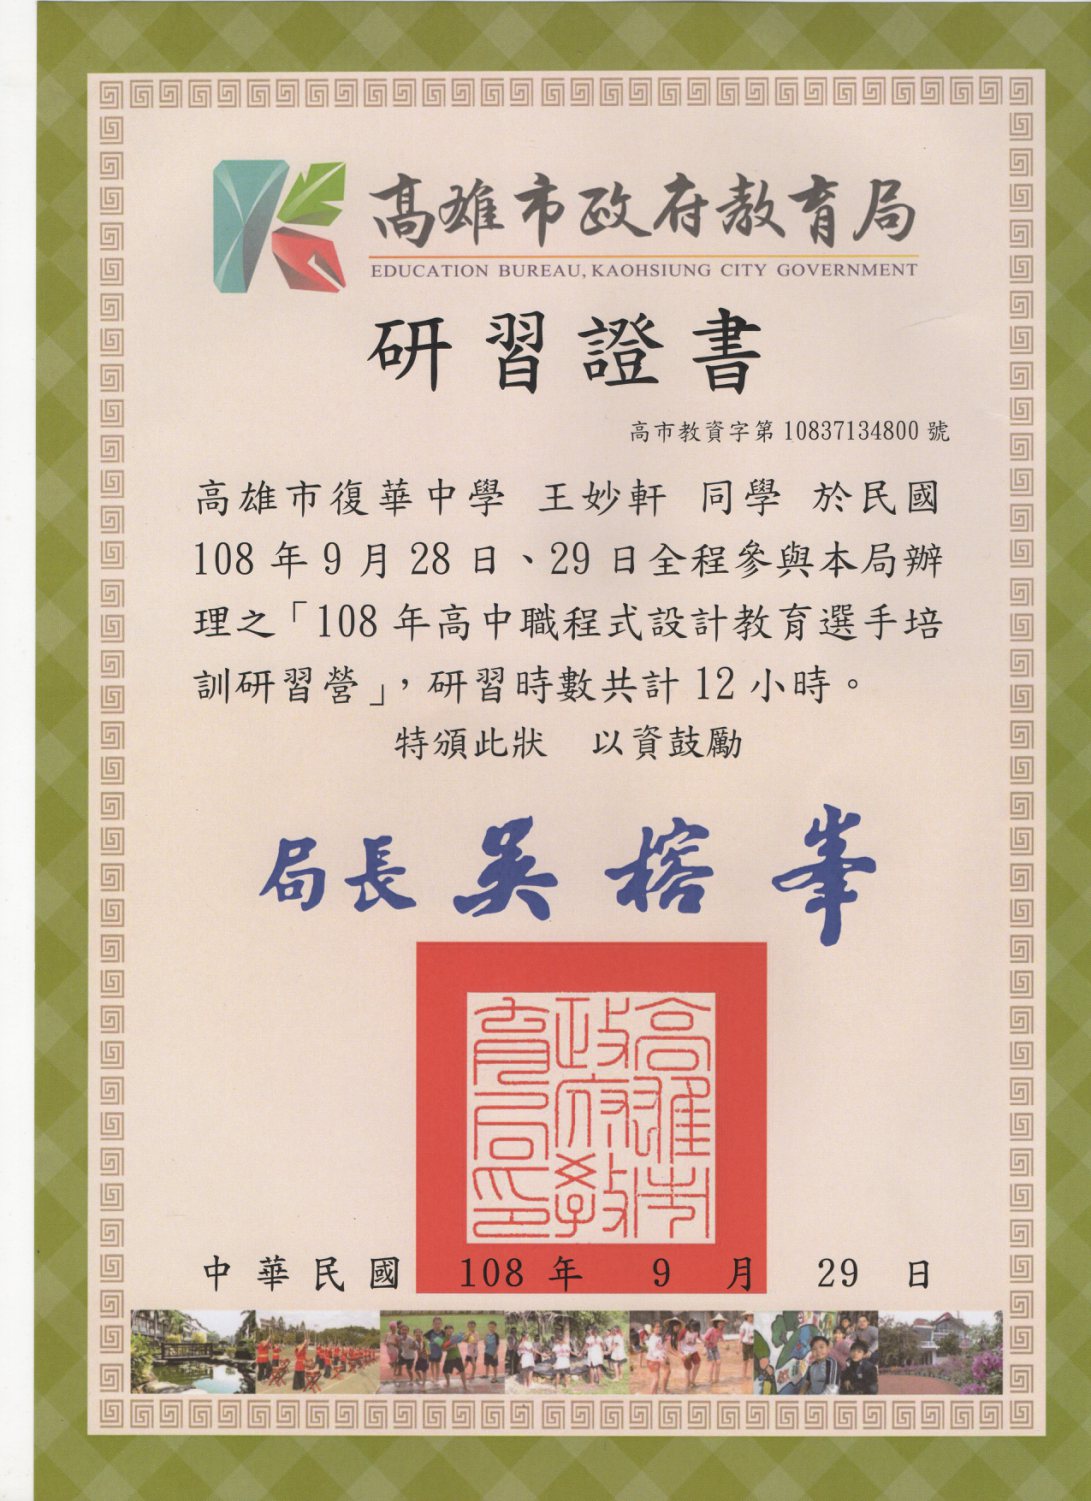 高雄市政府教育局
EDUCATION BUREAU, KAOHSIUNG CITY GOVERNMENT
研習證書
高市教資字第 10837134800 號
高雄市復華中學 王妙軒 同學 於民國
108 年 9 月 28 日、29 日全程參與本局辦
理之「108 年高中職程式設計教育選手培
訓研習營」，研習時數共計 12 小時。
特頒此狀 以資鼓勵
局長 吳榕峯
高雄市
政府教
育局印
中華民國 108 年 9 月 29 日